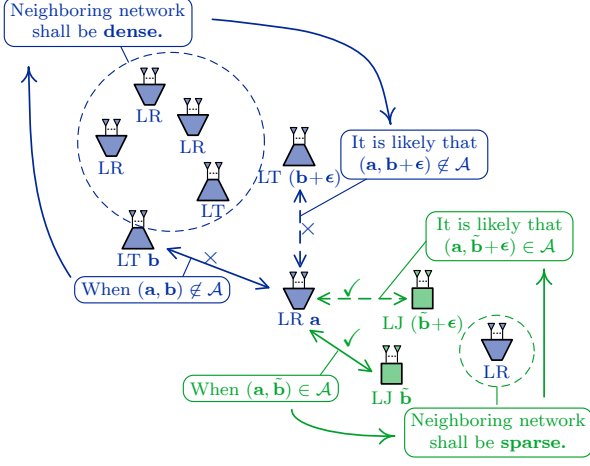 Neighboring network
shall be dense.
LR
LR
LR
LT
LT (b+ϵ)
It is likely that
(a, b+ϵ) ∉ 𝒜
LT b
×
×
When (a, b) ∉ 𝒜
LR a
✓
LJ (b̃+ϵ)
It is likely that
(a, b̃+ϵ) ∈ 𝒜
✓
LR
When (a, b̃) ∈ 𝒜
LJ b̃
Neighboring network
shall be sparse.